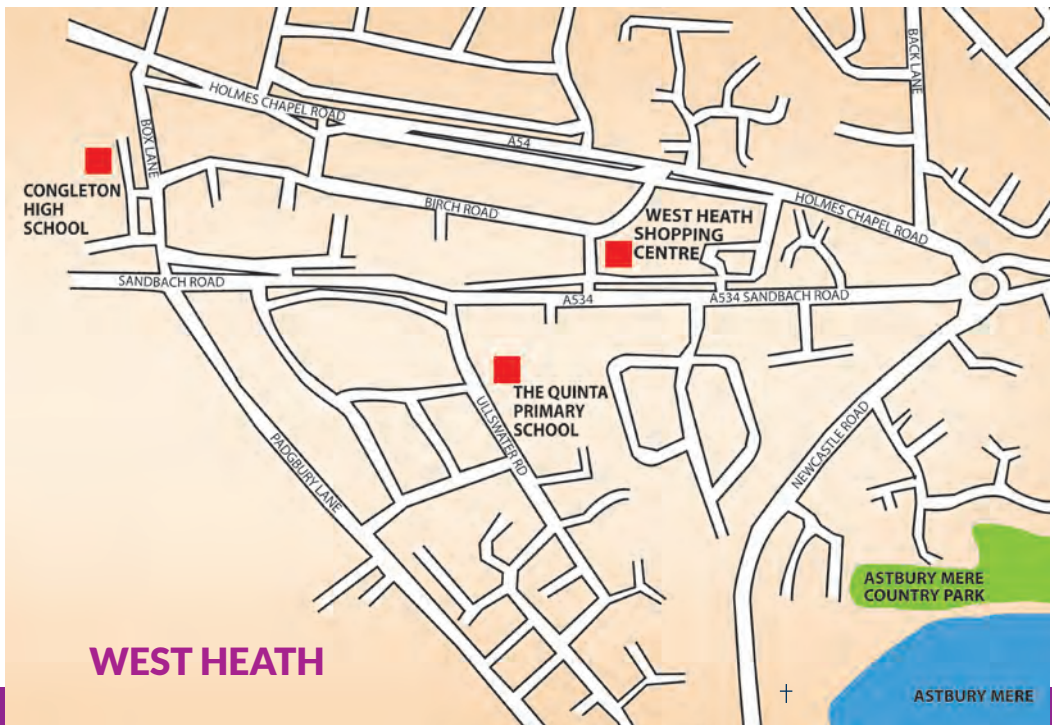 BACK LANE
HOLMES CHAPEL ROAD
BOX LANE
A54
CONGLETON
HIGH
SCHOOL
BIRCH ROAD
WEST HEATH
SHOPPING
CENTRE
HOLMES CHAPEL ROAD
SANDBACH ROAD
A534
A534 SANDBACH ROAD
THE QUINTA
PRIMARY
SCHOOL
ULLSWATER RD
PADGBURY LANE
NEWCASTLE ROAD
ASTBURY MERE
COUNTRY PARK
WEST HEATH
ASTBURY MERE